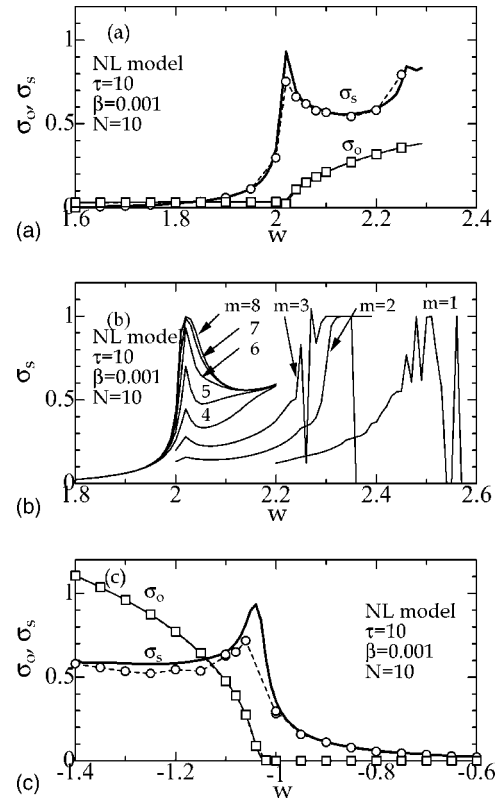 (a)
1
NL model
τ=10
β=0.001
N=10
σs
σo
σo, σs
0.5
0
1.6
1.8
2
2.2
2.4
w
(a)
(b)
1
NL model
τ=10
β=0.001
N=10
m=8
7
6
5
4
m=3
m=2
m=1
σs
0.5
0
1.8
2
2.2
2.4
2.6
w
(b)
(c)
σo
1
NL model
τ=10
β=0.001
N=10
σs
σo, σs
0.5
0
-1.4
-1.2
-1
-0.8
-0.6
w
(c)